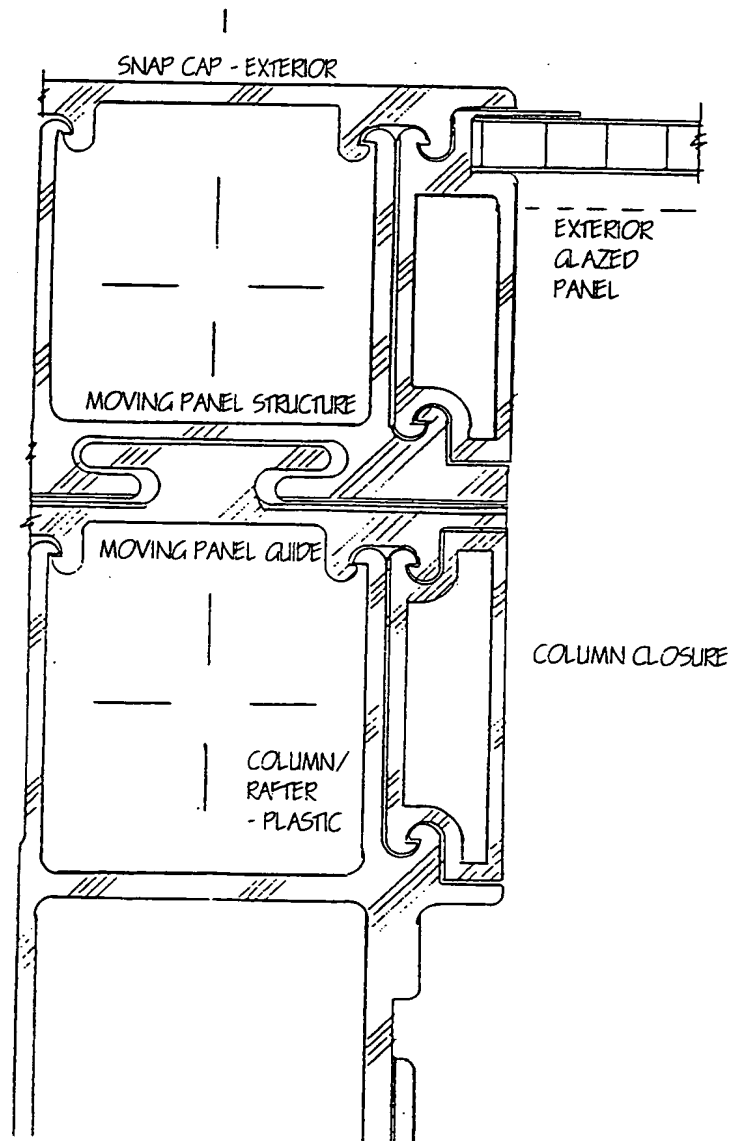 SNAP CAP - EXTERIOR
EXTERIOR
GLAZED
PANEL
MOVING PANEL STRUCTURE
MOVING PANEL GUIDE
COLUMN CLOSURE
COLUMN/
RAFTER
- PLASTIC